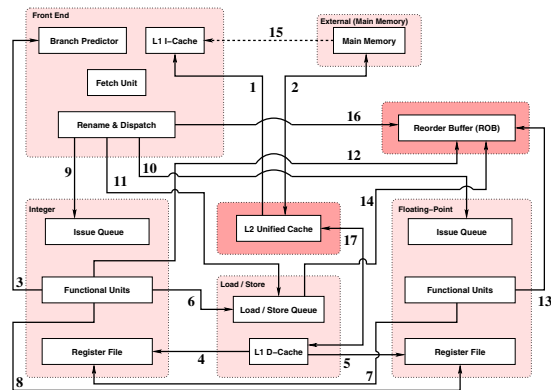 Front End
External (Main Memory)
Branch Predictor
L1 I-Cache
15
Main Memory
Fetch Unit
1
2
Rename & Dispatch
16
Reorder Buffer (ROB)
9
11
10
12
14
Integer
Floating-Point
Issue Queue
L2 Unified Cache
17
Issue Queue
3
Functional Units
6
Load / Store
Load / Store Queue
Functional Units
13
Register File
4
L1 D-Cache
5
7
Register File
8